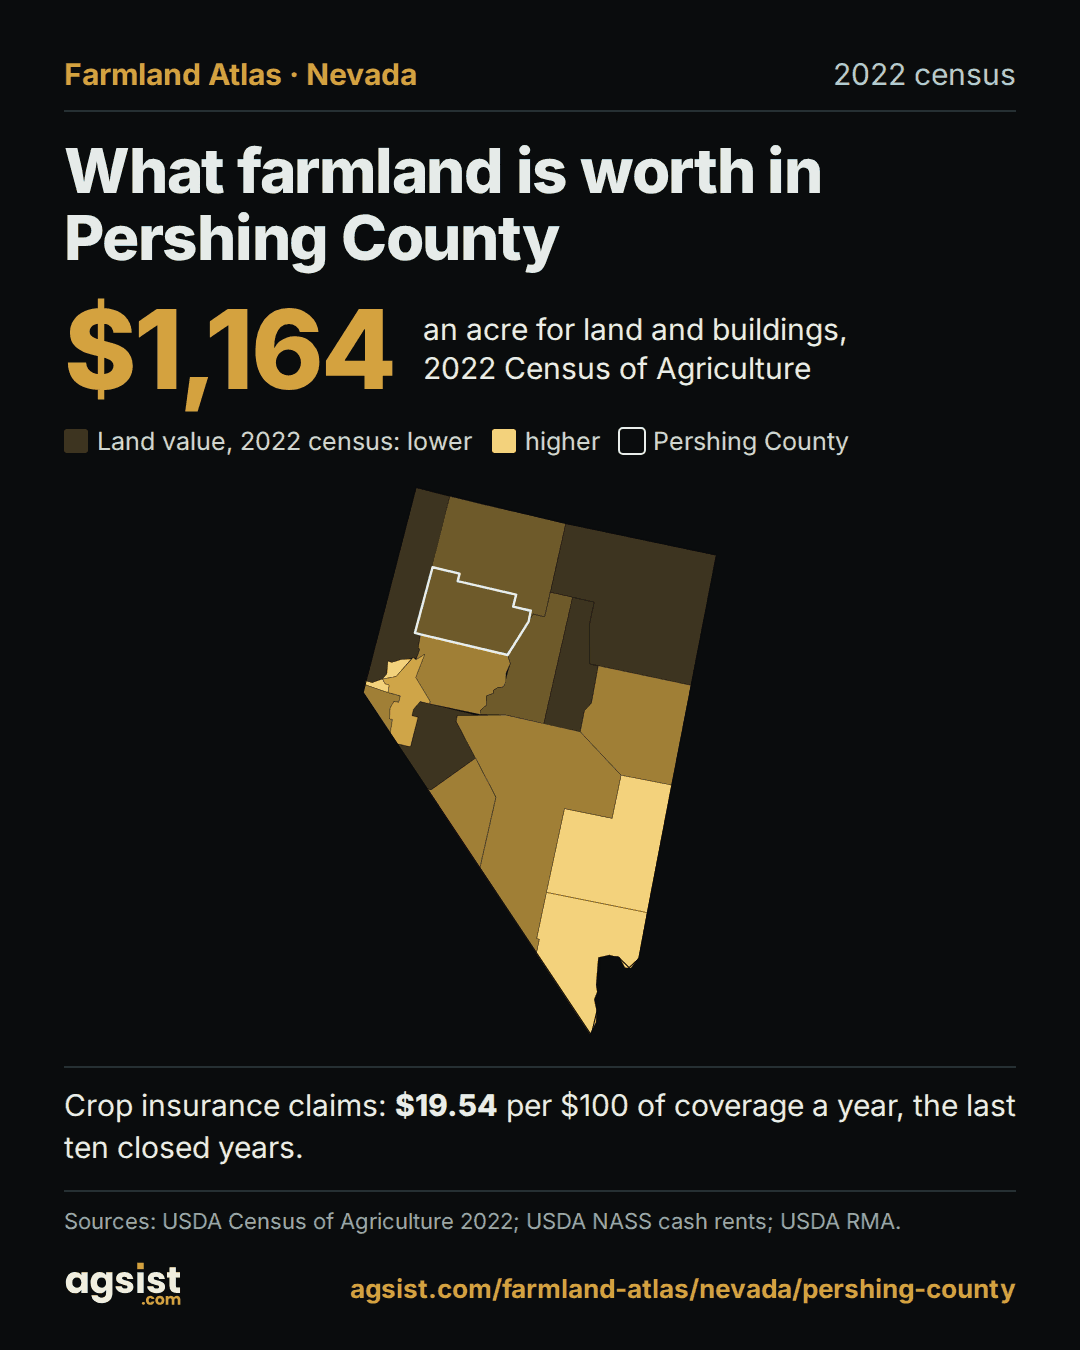 Farmland Atlas · Nevada
2022 census
What farmland is worth in
Pershing County
$1,164
an acre for land and buildings,
2022 Census of Agriculture
Land value, 2022 census: lower
higher
Pershing County
Crop insurance claims: $19.54 per $100 of coverage a year, the last
ten closed years.
Sources: USDA Census of Agriculture 2022; USDA NASS cash rents; USDA RMA.
agsist
.com
agsist.com/farmland-atlas/nevada/pershing-county